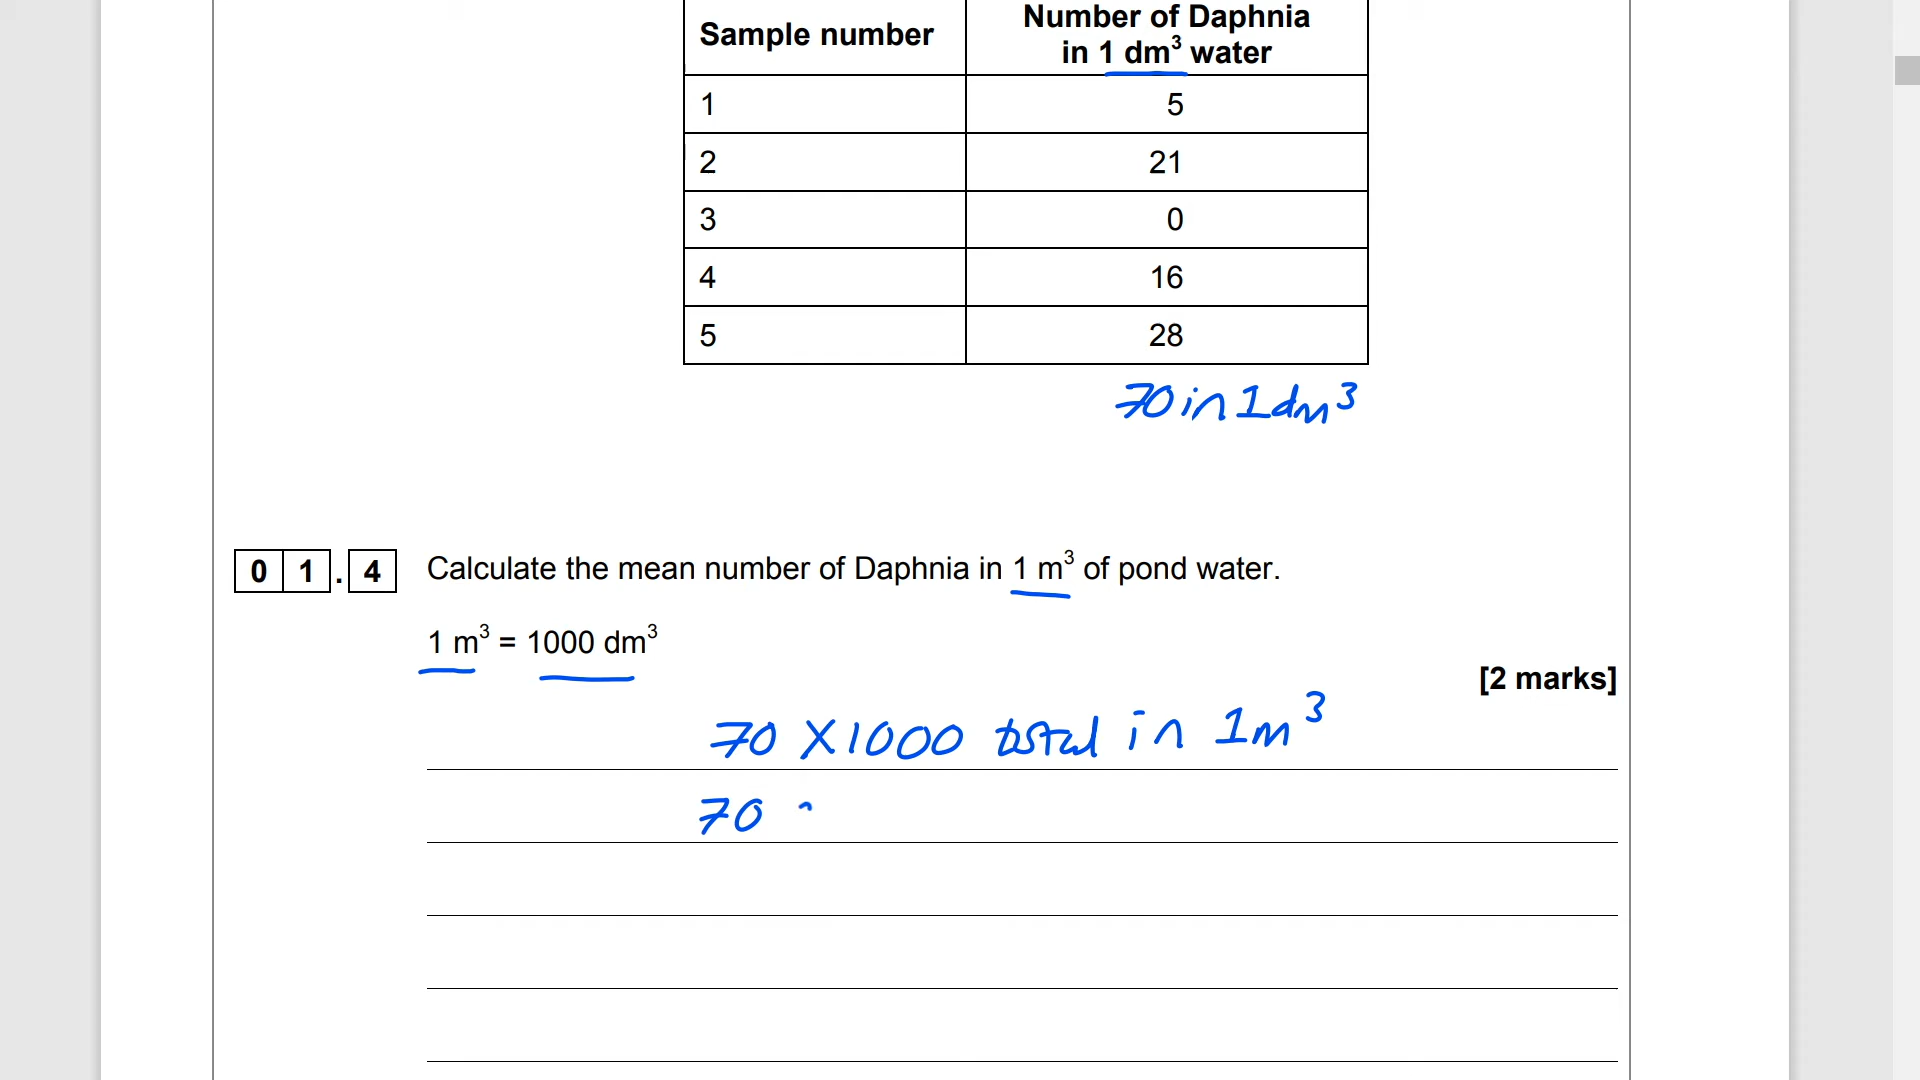 Sample number
Number of Daphnia
in 1 dm³ water
1 5
2 21
3 0
4 16
5 28
70 in 1 dm³
0 1 . 4 Calculate the mean number of Daphnia in 1 m³ of pond water.
1 m³ = 1000 dm³
[2 marks]
70 X 1000 total in 1m³
70